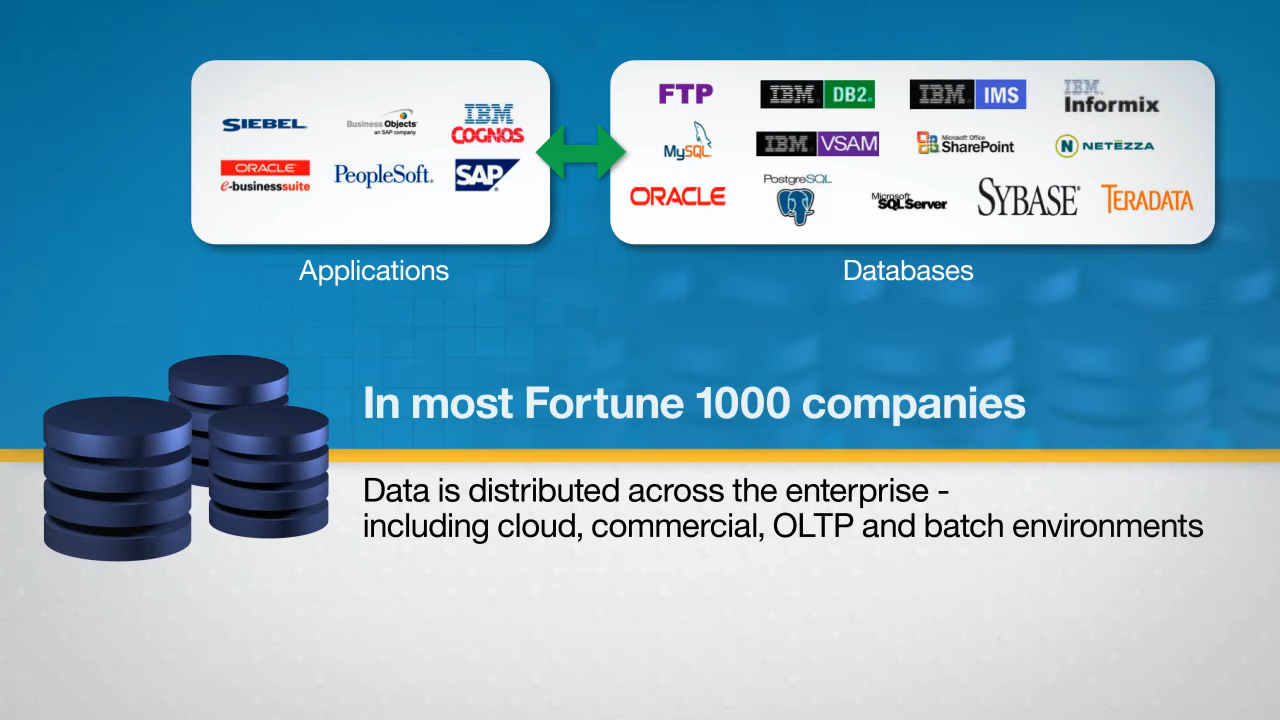 SIEBEL
Business Objects
an SAP company
IBM
COGNOS
ORACLE
e-businesssuite
PeopleSoft.
SAP
Applications
FTP
IBM DB2
IBM IMS
IBM
Informix
MySQL
IBM VSAM
Microsoft Office
SharePoint
N NETEZZA
ORACLE
PostgreSQL
Microsoft
SQL Server
SYBASE
TERADATA
Databases
In most Fortune 1000 companies
Data is distributed across the enterprise -
including cloud, commercial, OLTP and batch environments